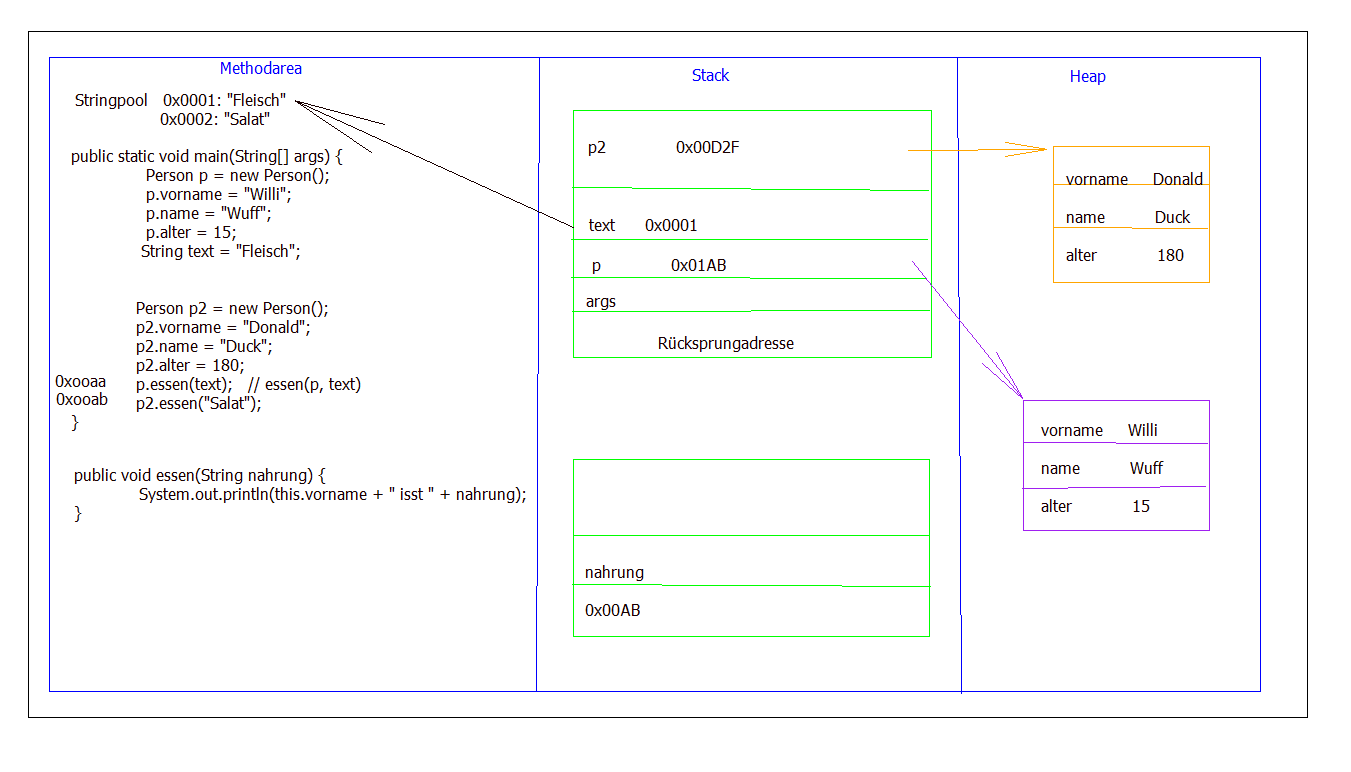 Methodarea
Stringpool 0x0001: "Fleisch"
0x0002: "Salat"
public static void main(String[] args) {
Person p = new Person();
p.vorname = "Willi";
p.name = "Wuff";
p.alter = 15;
String text = "Fleisch";
Person p2 = new Person();
p2.vorname = "Donald";
p2.name = "Duck";
p2.alter = 180;
0xooaa p.essen(text); // essen(p, text)
0xooab p2.essen("Salat");
}
public void essen(String nahrung) {
System.out.println(this.vorname + " isst " + nahrung);
}
Stack
p2 0x00D2F
text 0x0001
p 0x01AB
args
Rücksprungadresse
nahrung
0x00AB
Heap
vorname Donald
name Duck
alter 180
vorname Willi
name Wuff
alter 15